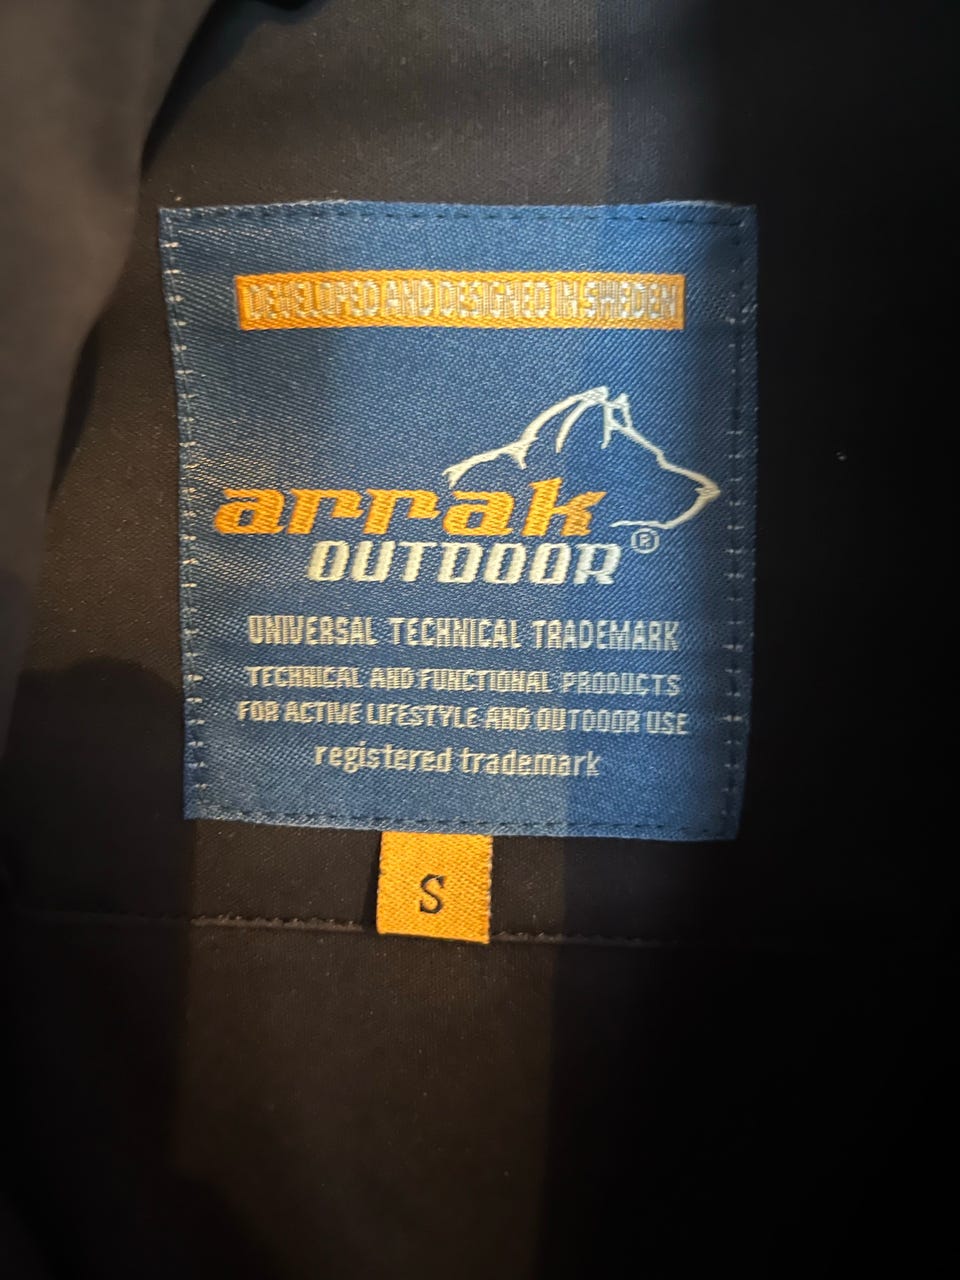 DEVELOPED AND DESIGNED IN SWEDEN
arrak
OUTDOOR®
UNIVERSAL TECHNICAL TRADEMARK
TECHNICAL AND FUNCTIONAL PRODUCTS
FOR ACTIVE LIFESTYLE AND OUTDOOR USE
registered trademark
S